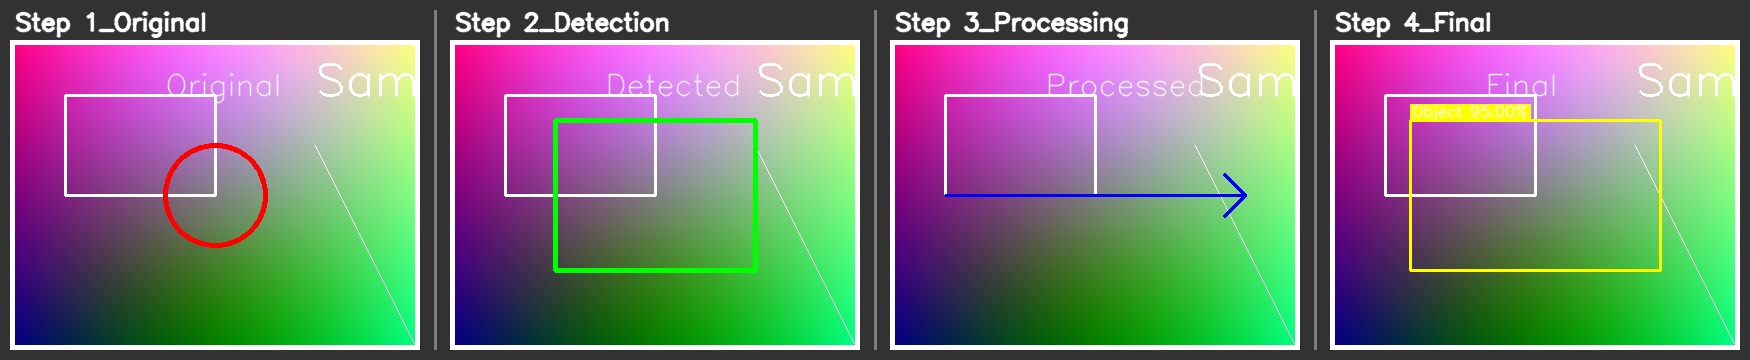 Step 1_Original
Original Sam
Step 2_Detection
Detected Sam
Step 3_Processing
Processed Sam
Step 4_Final
Final Sam
Object 95.00%